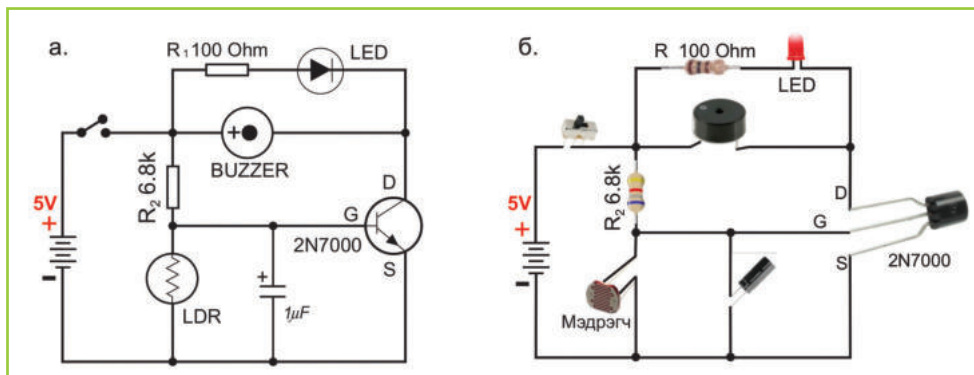 а.
R₁ 100 Ohm
LED
BUZZER
R₂ 6.8k
5V
+
-
D
G
2N7000
S
LDR
+
1µF
б.
R 100 Ohm
LED
R₂ 6.8k
5V
+
-
D
G
S
2N7000
Мэдрэгч